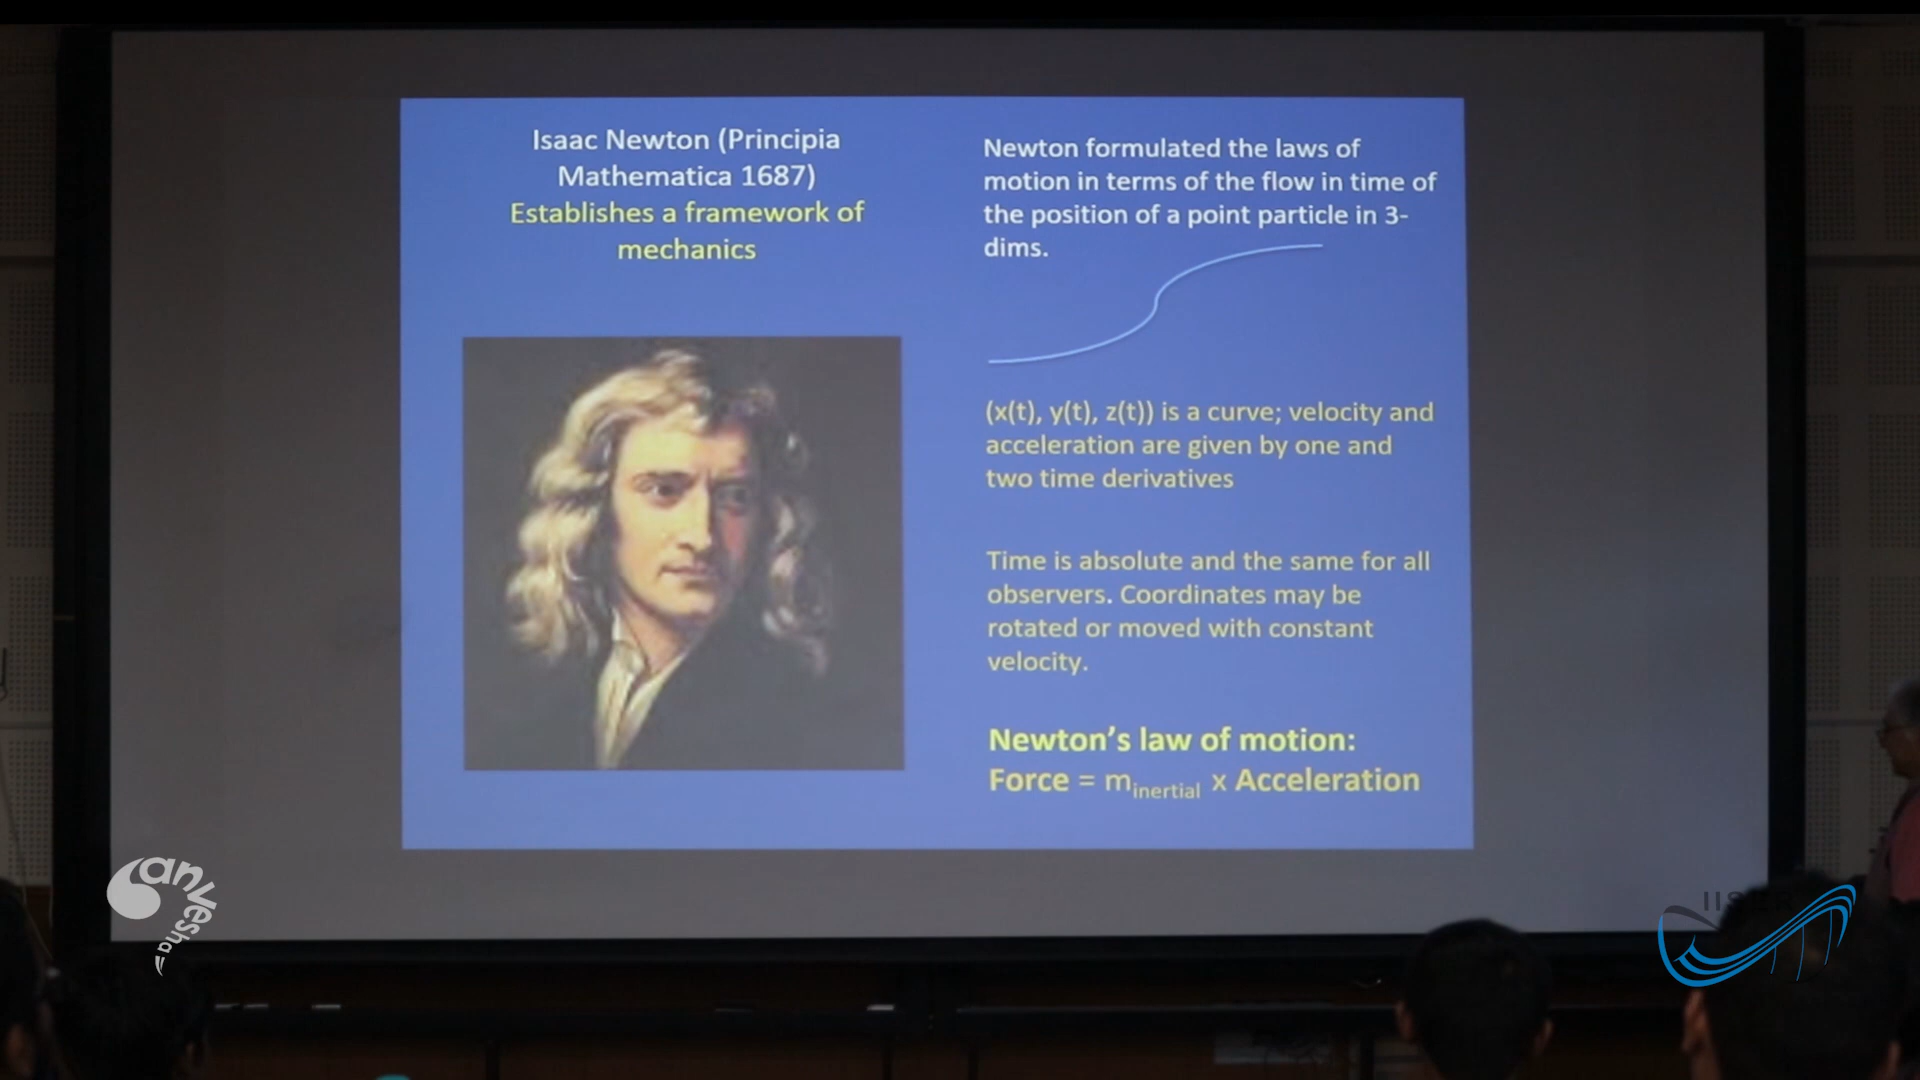 Isaac Newton (Principia
Mathematica 1687)
Establishes a framework of
mechanics
Newton formulated the laws of
motion in terms of the flow in time of
the position of a point particle in 3-
dims.
(x(t), y(t), z(t)) is a curve; velocity and
acceleration are given by one and
two time derivatives
Time is absolute and the same for all
observers. Coordinates may be
rotated or moved with constant
velocity.
Newton's law of motion:
Force = m_inertial x Acceleration
anvesha
IISER